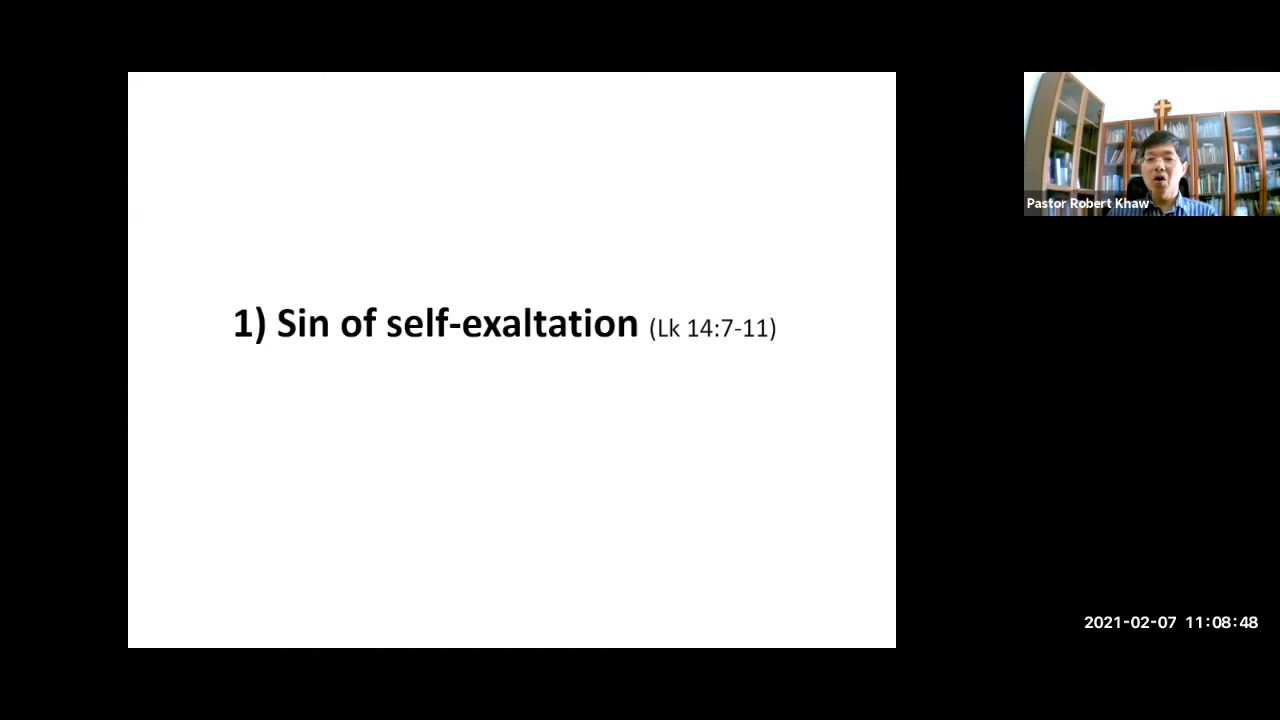 1) Sin of self-exaltation (Lk 14:7-11)
Pastor Robert Khaw
2021-02-07 11:08:48